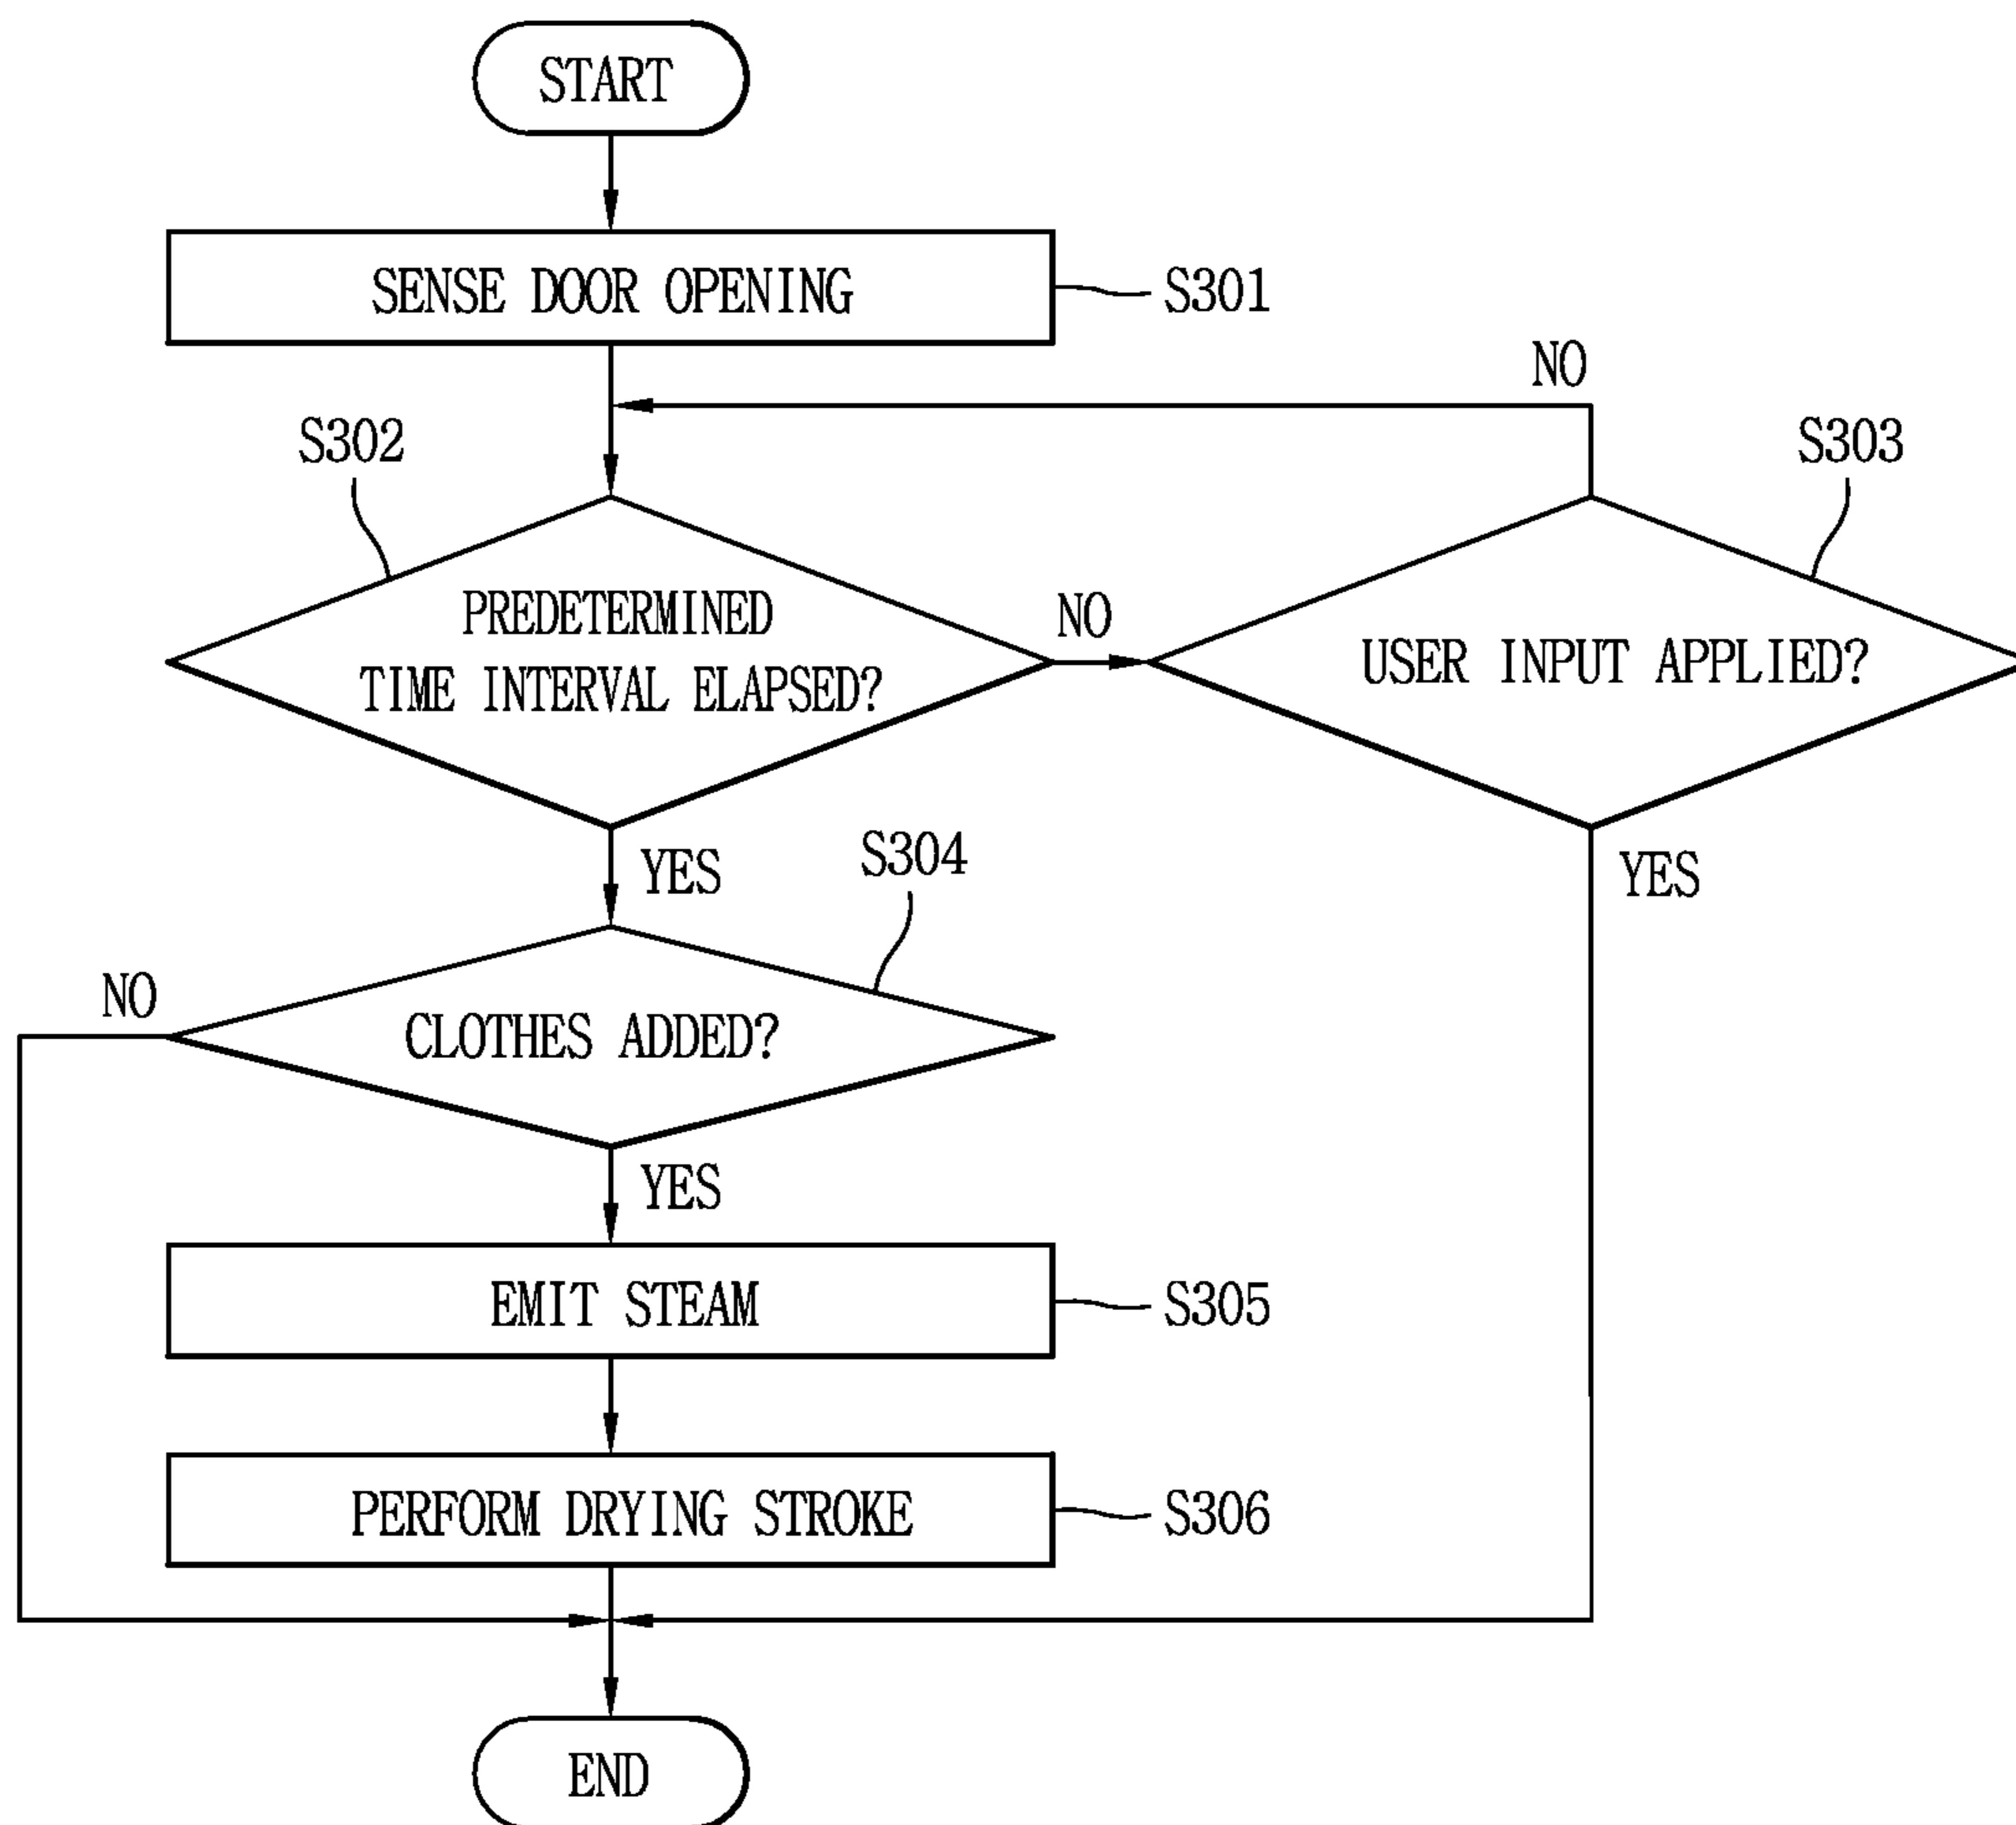 START
SENSE DOOR OPENING
S301
NO
S302
S303
PREDETERMINED
TIME INTERVAL ELAPSED?
NO
USER INPUT APPLIED?
YES
S304
YES
NO
CLOTHES ADDED?
YES
EMIT STEAM
S305
PERFORM DRYING STROKE
S306
END